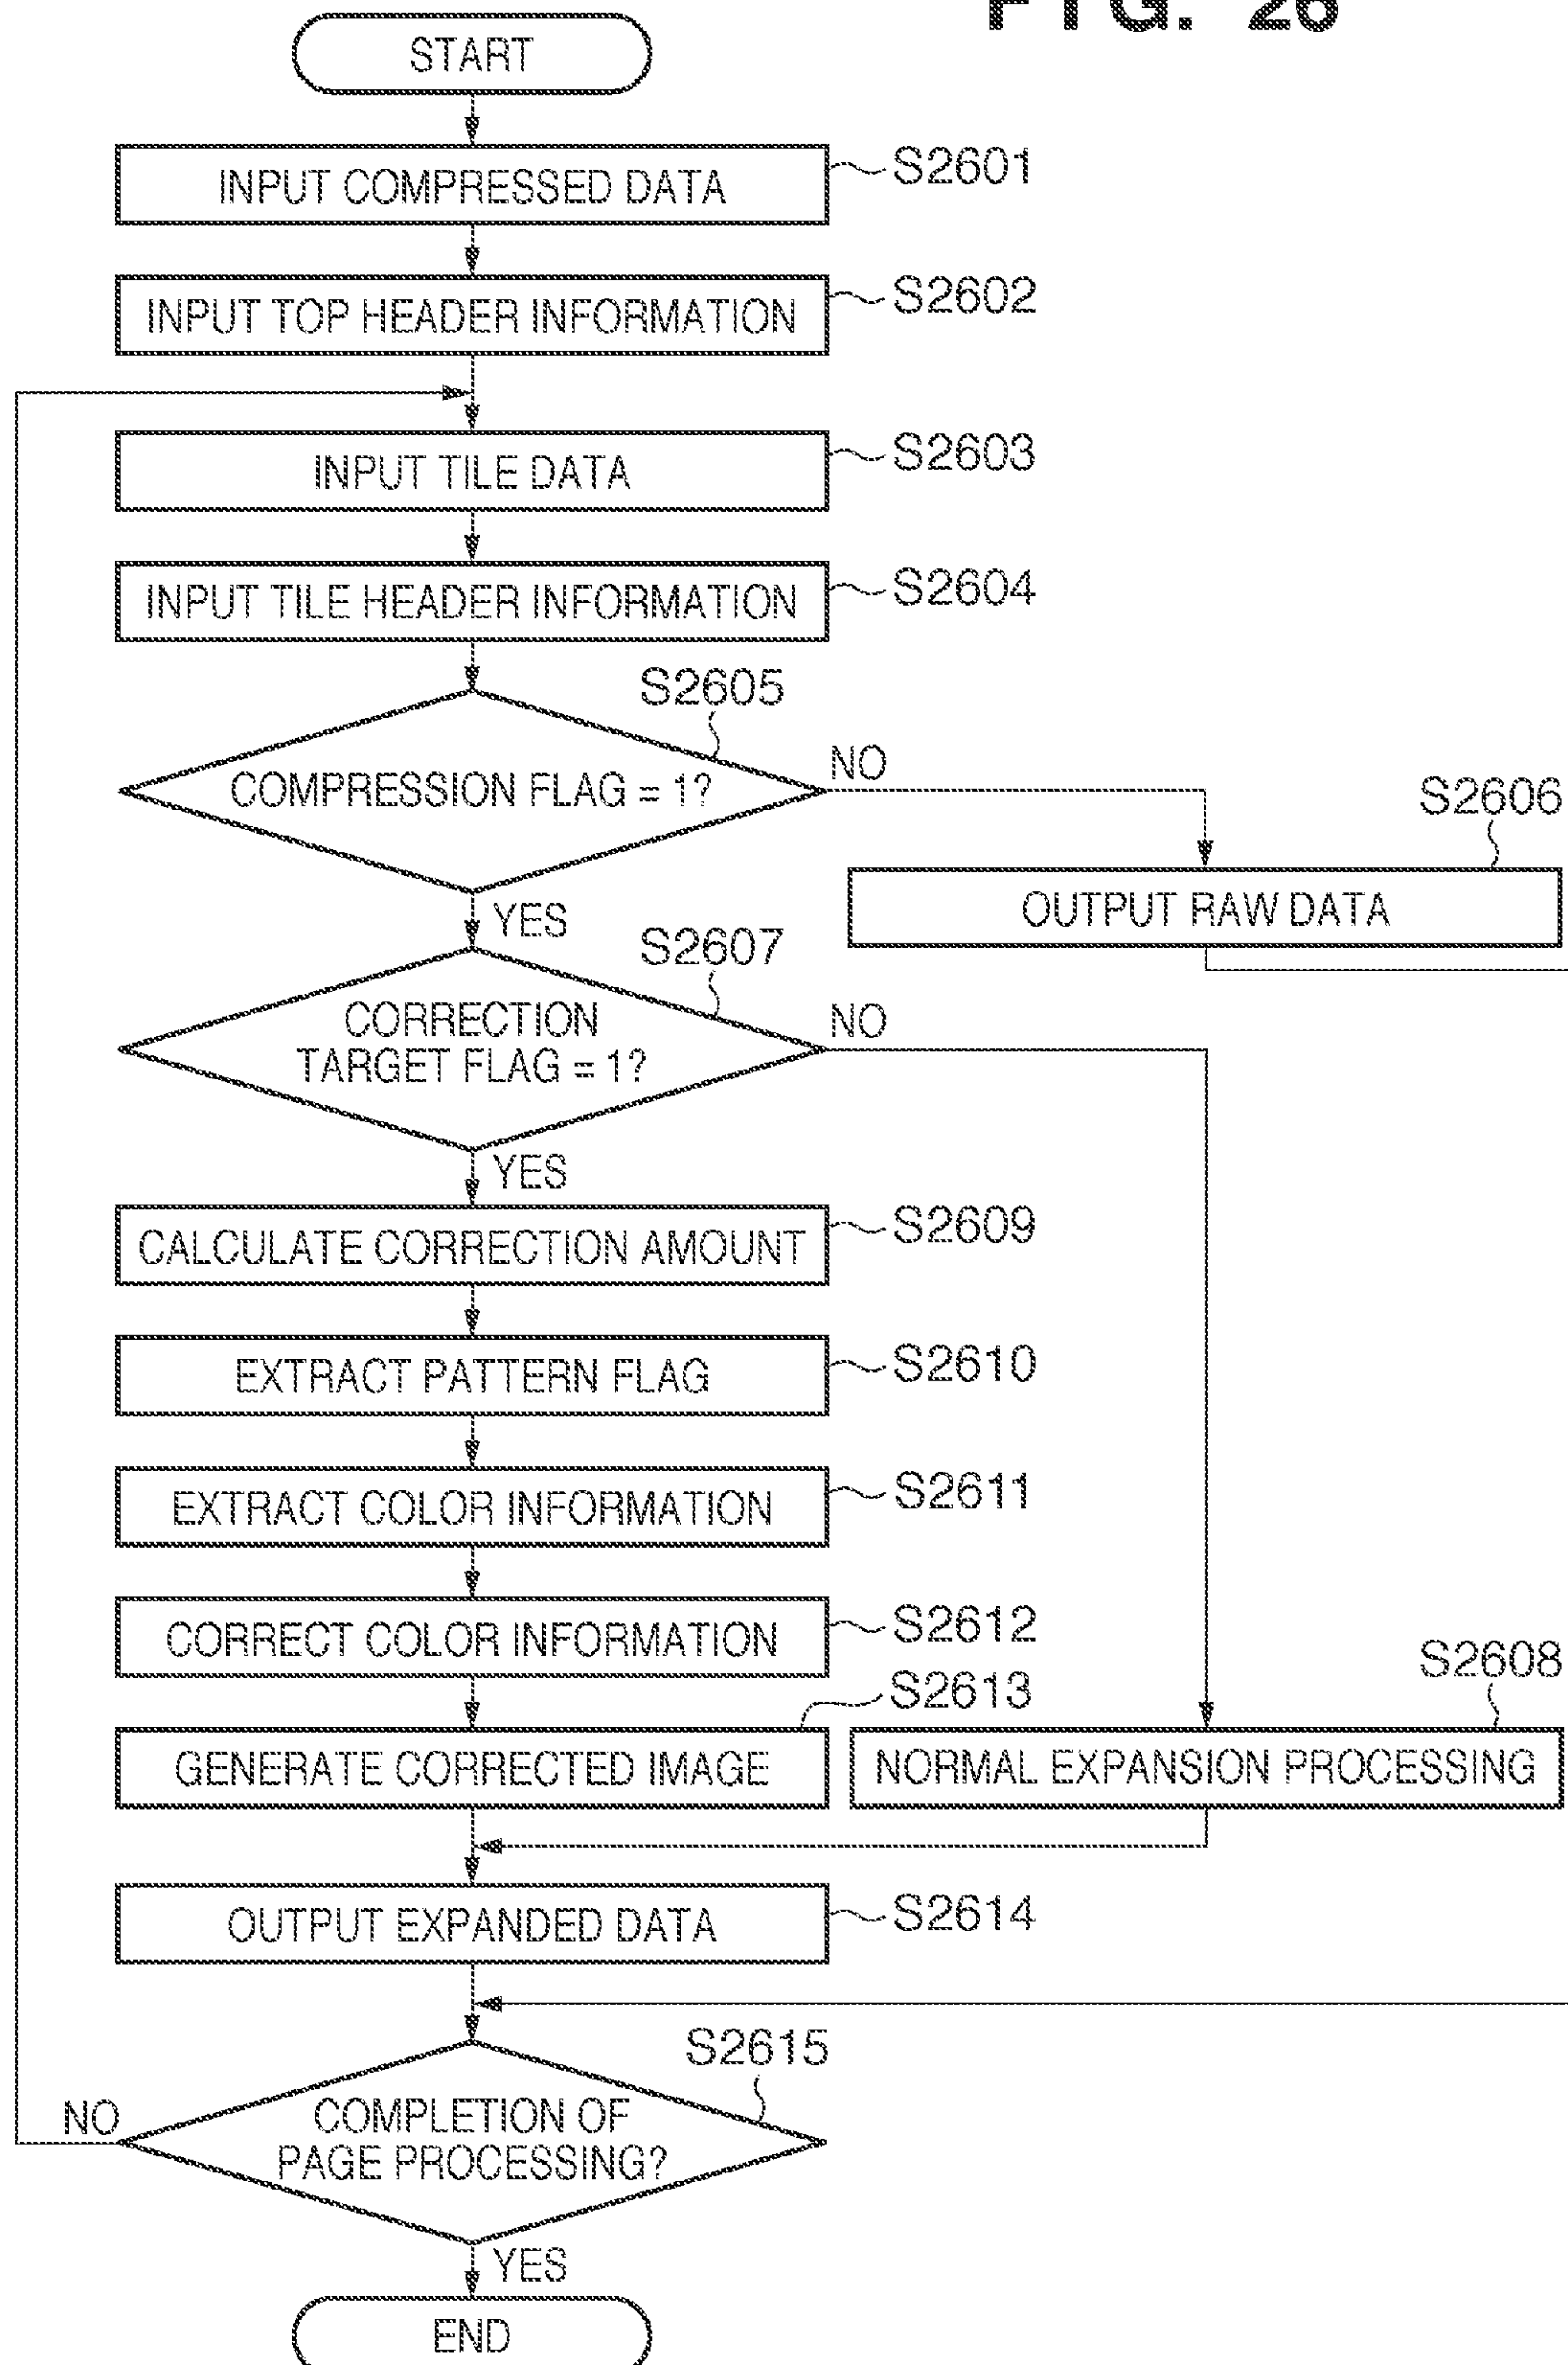 FIG. 26
START
INPUT COMPRESSED DATA
S2601
INPUT TOP HEADER INFORMATION
S2602
INPUT TILE DATA
S2603
INPUT TILE HEADER INFORMATION
S2604
S2605
COMPRESSION FLAG = 1?
NO
S2606
OUTPUT RAW DATA
YES
S2607
CORRECTION
TARGET FLAG = 1?
NO
YES
CALCULATE CORRECTION AMOUNT
S2609
EXTRACT PATTERN FLAG
S2610
EXTRACT COLOR INFORMATION
S2611
CORRECT COLOR INFORMATION
S2612
S2613
GENERATE CORRECTED IMAGE
S2608
NORMAL EXPANSION PROCESSING
OUTPUT EXPANDED DATA
S2614
S2615
COMPLETION OF
PAGE PROCESSING?
NO
YES
END